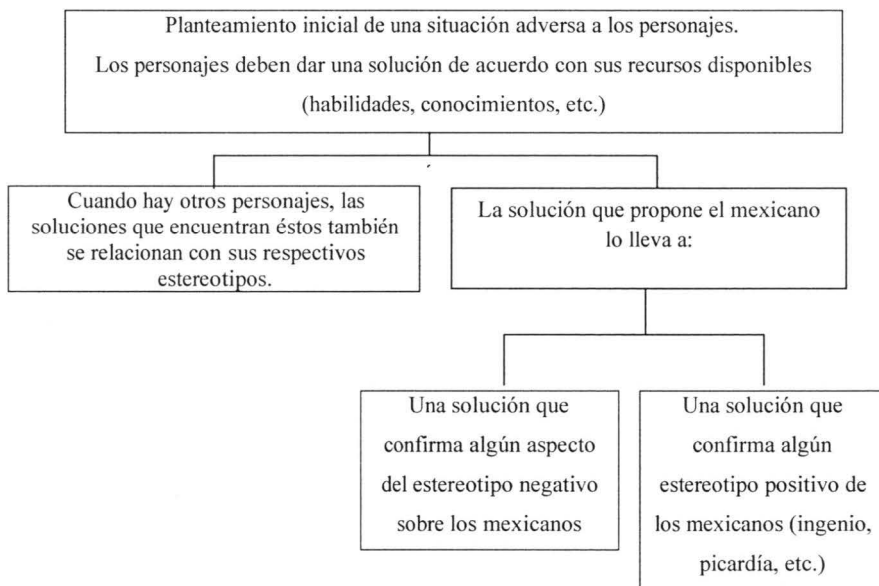 Planteamiento inicial de una situación adversa a los personajes.
Los personajes deben dar una solución de acuerdo con sus recursos disponibles
(habilidades, conocimientos, etc.)
Cuando hay otros personajes, las
soluciones que encuentran éstos también
se relacionan con sus respectivos
estereotipos.
La solución que propone el mexicano
lo lleva a:
Una solución que
confirma algún aspecto
del estereotipo negativo
sobre los mexicanos
Una solución que
confirma algún
estereotipo positivo de
los mexicanos (ingenio,
picardía, etc.)